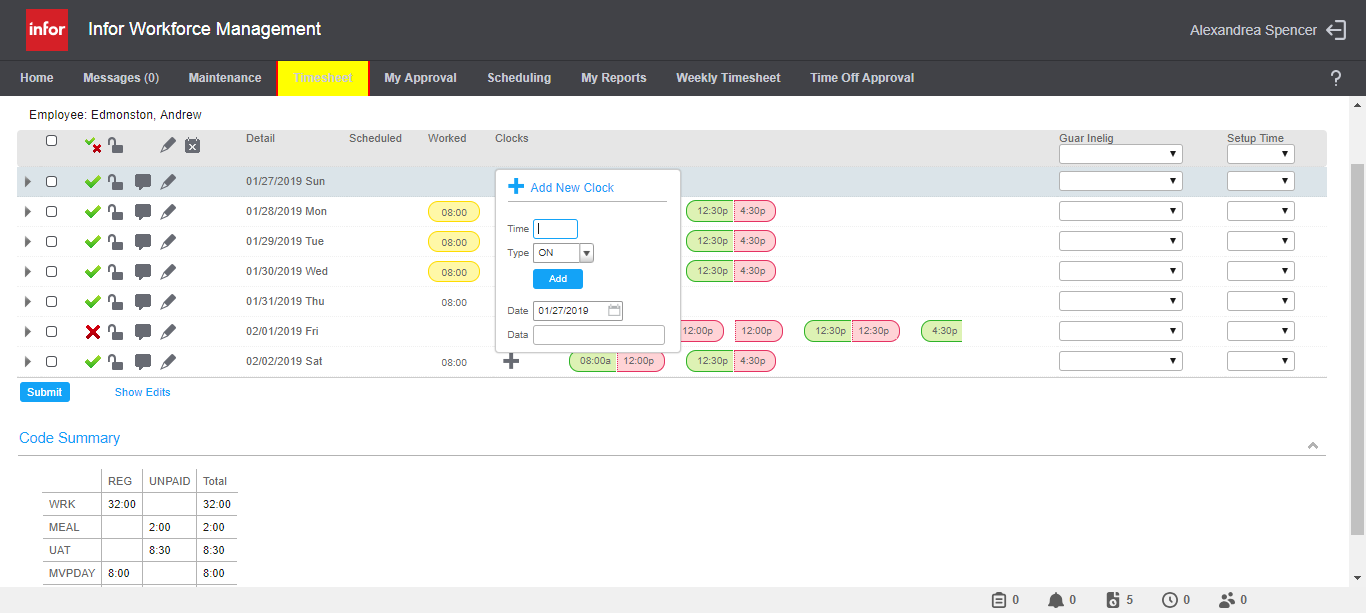 infor Infor Workforce Management Alexandrea Spencer
Home Messages (0) Maintenance Timesheet My Approval Scheduling My Reports Weekly Timesheet Time Off Approval ?
Employee: Edmonston, Andrew
Detail Scheduled Worked Clocks Guar Inelig Setup Time
01/27/2019 Sun
Add New Clock
01/28/2019 Mon 08:00 12:30p 4:30p
Time
01/29/2019 Tue 08:00 12:30p 4:30p
Type ON
01/30/2019 Wed 08:00 12:30p 4:30p
Add
01/31/2019 Thu 08:00
Date 01/27/2019
02/01/2019 Fri 12:00p 12:00p 12:30p 12:30p 4:30p
Data
02/02/2019 Sat 08:00 08:00a 12:00p 12:30p 4:30p
Submit Show Edits
Code Summary
REG UNPAID Total
WRK 32:00 32:00
MEAL 2:00 2:00
UAT 8:30 8:30
MVPDAY 8:00 8:00
0 0 5 0 0